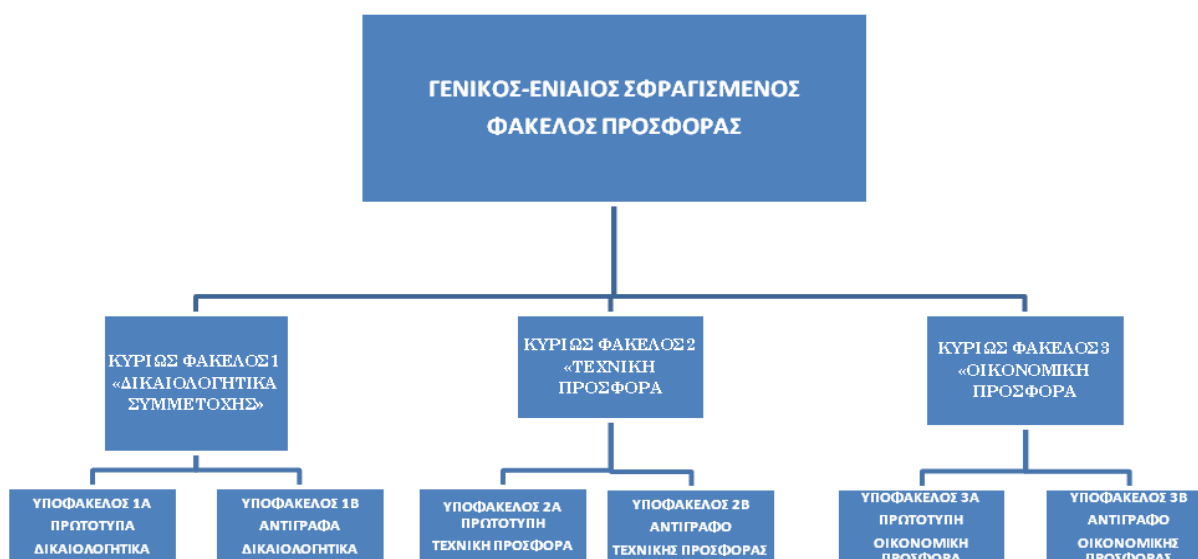 ΓΕΝΙΚΟΣ-ΕΝΙΑΙΟΣ ΣΦΡΑΓΙΣΜΕΝΟΣ
ΦΑΚΕΛΟΣ ΠΡΟΣΦΟΡΑΣ
ΚΥΡΙΩΣ ΦΑΚΕΛΟΣ 1
«ΔΙΚΑΙΟΛΟΓΗΤΙΚΑ
ΣΥΜΜΕΤΟΧΗΣ»
ΚΥΡΙΩΣ ΦΑΚΕΛΟΣ 2
«ΤΕΧΝΙΚΗ
ΠΡΟΣΦΟΡΑ
ΚΥΡΙΩΣ ΦΑΚΕΛΟΣ 3
«ΟΙΚΟΝΟΜΙΚΗ
ΠΡΟΣΦΟΡΑ
ΥΠΟΦΑΚΕΛΟΣ 1Α
ΠΡΩΤΟΤΥΠΑ
ΔΙΚΑΙΟΛΟΓΗΤΙΚΑ
ΥΠΟΦΑΚΕΛΟΣ 1Β
ΑΝΤΙΓΡΑΦΑ
ΔΙΚΑΙΟΛΟΓΗΤΙΚΑ
ΥΠΟΦΑΚΕΛΟΣ 2Α
ΠΡΩΤΟΤΥΠΗ
ΤΕΧΝΙΚΗ ΠΡΟΣΦΟΡΑ
ΥΠΟΦΑΚΕΛΟΣ 2Β
ΑΝΤΙΓΡΑΦΟ
ΤΕΧΝΙΚΗΣ ΠΡΟΣΦΟΡΑΣ
ΥΠΟΦΑΚΕΛΟΣ 3Α
ΠΡΩΤΟΤΥΠΗ
ΟΙΚΟΝΟΜΙΚΗ
ΠΡΟΣΦΟΡΑ
ΥΠΟΦΑΚΕΛΟΣ 3Β
ΑΝΤΙΓΡΑΦΟ
ΟΙΚΟΝΟΜΙΚΗΣ
ΠΡΟΣΦΟΡΑΣ